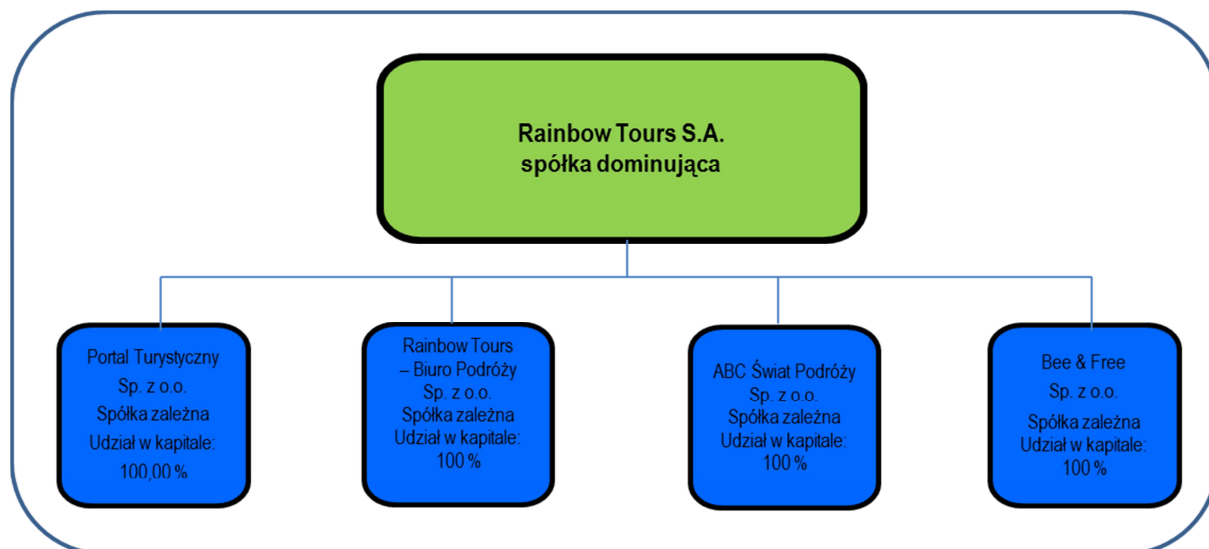 Rainbow Tours S.A.
spółka dominująca
Portal Turystyczny
Sp. z o.o.
Spółka zależna
Udział w kapitale:
100,00 %
Rainbow Tours
– Biuro Podróży
Sp. z o.o.
Spółka zależna
Udział w kapitale:
100 %
ABC Świat Podróży
Sp. z o.o.
Spółka zależna
Udział w kapitale:
100 %
Bee & Free
Sp. z o.o.
Spółka zależna
Udział w kapitale:
100 %